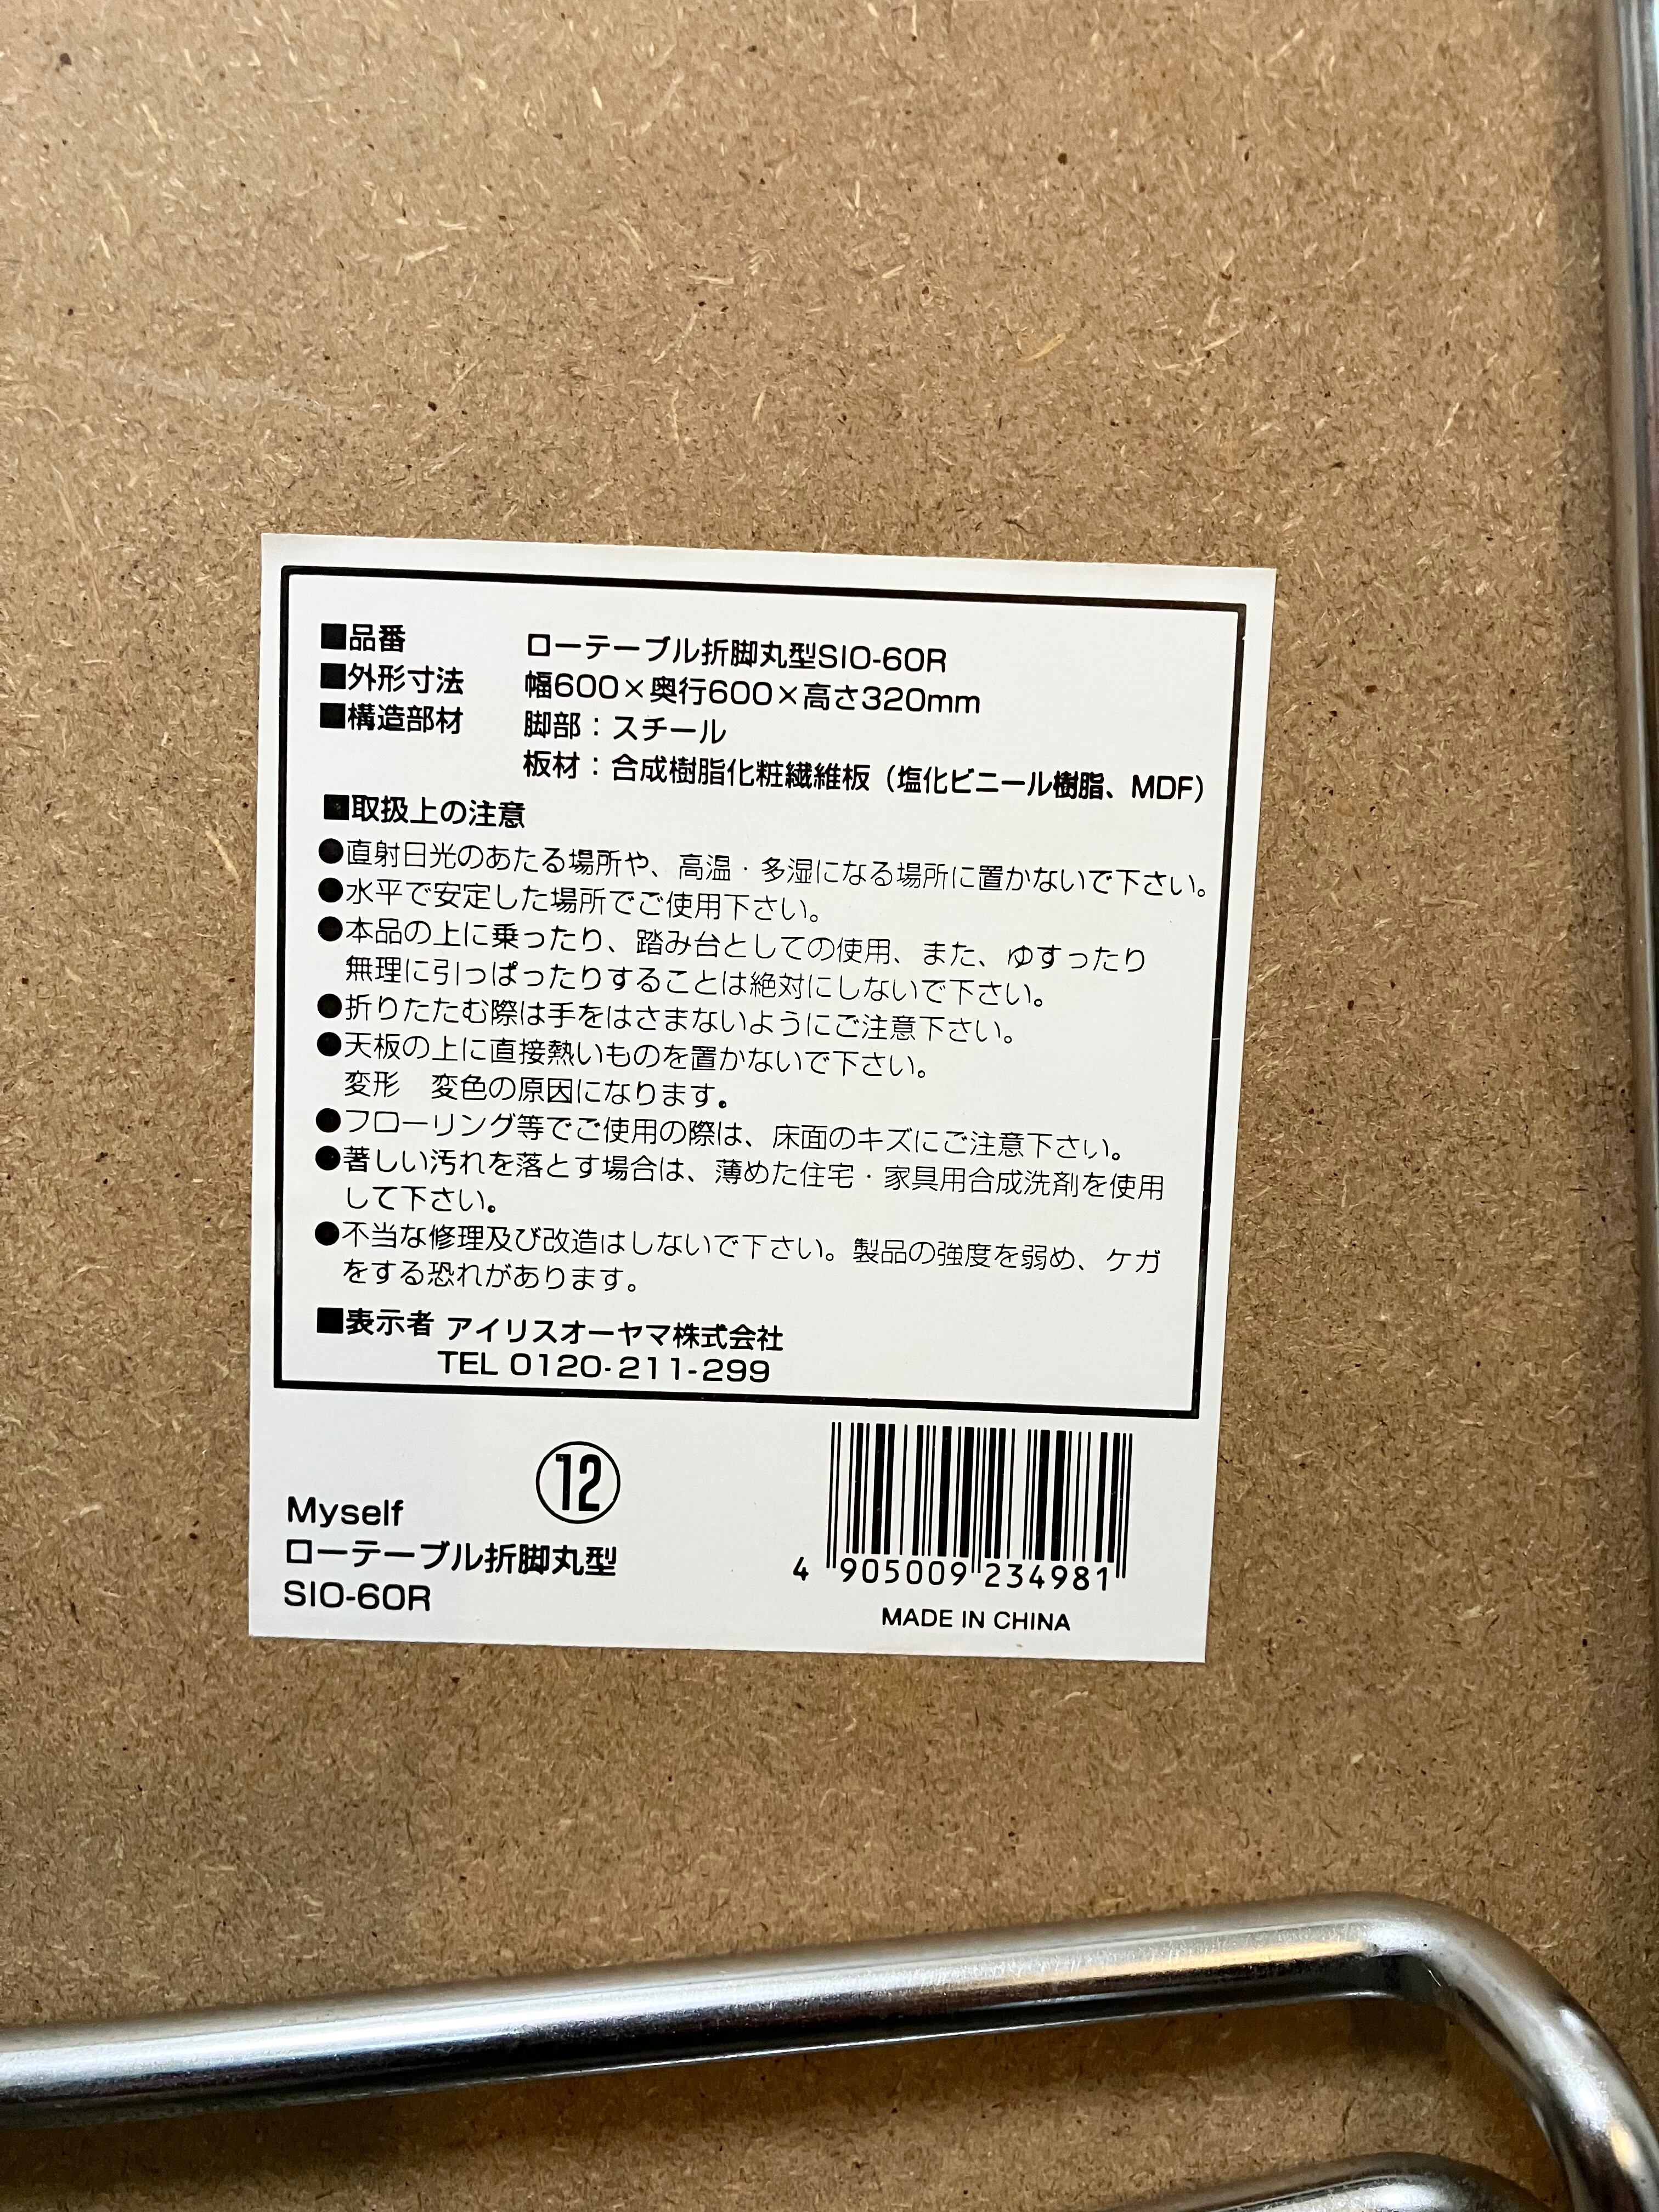 ■品番 ローテーブル折脚丸型SIO-60R
■外形寸法 幅600×奥行600×高さ320mm
■構造部材 脚部：スチール
板材：合成樹脂化粧繊維板（塩化ビニール樹脂、MDF）
■取扱上の注意
●直射日光のあたる場所や、高温・多湿になる場所に置かないで下さい。
●水平で安定した場所でご使用下さい。
●本品の上に乗ったり、踏み台としての使用、また、ゆすったり
無理に引っぱったりすることは絶対にしないで下さい。
●折りたたむ際は手をはさまないようにご注意下さい。
●天板の上に直接熱いものを置かないで下さい。
変形　変色の原因になります。
●フローリング等でご使用の際は、床面のキズにご注意下さい。
●著しい汚れを落とす場合は、薄めた住宅・家具用合成洗剤を使用
して下さい。
●不当な修理及び改造はしないで下さい。製品の強度を弱め、ケガ
をする恐れがあります。
■表示者 アイリスオーヤマ株式会社
TEL 0120-211-299
⑫
Myself
ローテーブル折脚丸型
SIO-60R
4 905009 234981
MADE IN CHINA